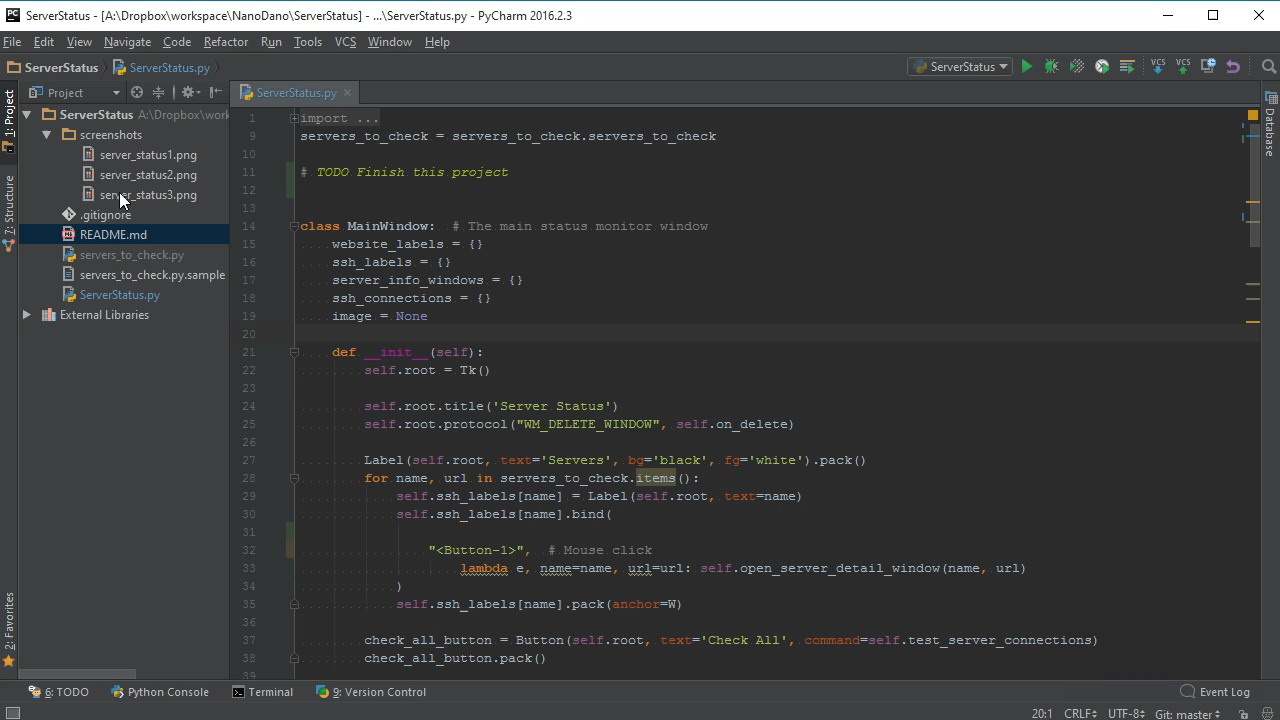 PC ServerStatus - [A:\Dropbox\workspace\NanoDano\ServerStatus] - ...\ServerStatus.py - PyCharm 2016.2.3
File Edit View Navigate Code Refactor Run Tools VCS Window Help
ServerStatus ServerStatus.py ServerStatus VCS VCS
1: Project
Project
ServerStatus.py
ServerStatus A:\Dropbox\work
screenshots
server_status1.png
server_status2.png
server_status3.png
.gitignore
README.md
servers_to_check.py
servers_to_check.py.sample
ServerStatus.py
External Libraries
7: Structure
2: Favorites
1 import ...
9 servers_to_check = servers_to_check.servers_to_check
10
11 # TODO Finish this project
12
13
14 class MainWindow: # The main status monitor window
15 website_labels = {}
16 ssh_labels = {}
17 server_info_windows = {}
18 ssh_connections = {}
19 image = None
20
21 def __init__(self):
22 self.root = Tk()
23
24 self.root.title('Server Status')
25 self.root.protocol("WM_DELETE_WINDOW", self.on_delete)
26
27 Label(self.root, text='Servers', bg='black', fg='white').pack()
28 for name, url in servers_to_check.items():
29 self.ssh_labels[name] = Label(self.root, text=name)
30 self.ssh_labels[name].bind(
31
32 "<Button-1>", # Mouse click
33 lambda e, name=name, url=url: self.open_server_detail_window(name, url)
34 )
35 self.ssh_labels[name].pack(anchor=W)
36
37 check_all_button = Button(self.root, text='Check All', command=self.test_server_connections)
38 check_all_button.pack()
39
Database
6: TODO Python Console Terminal 9: Version Control Event Log
20:1 CRLF UTF-8 Git: master